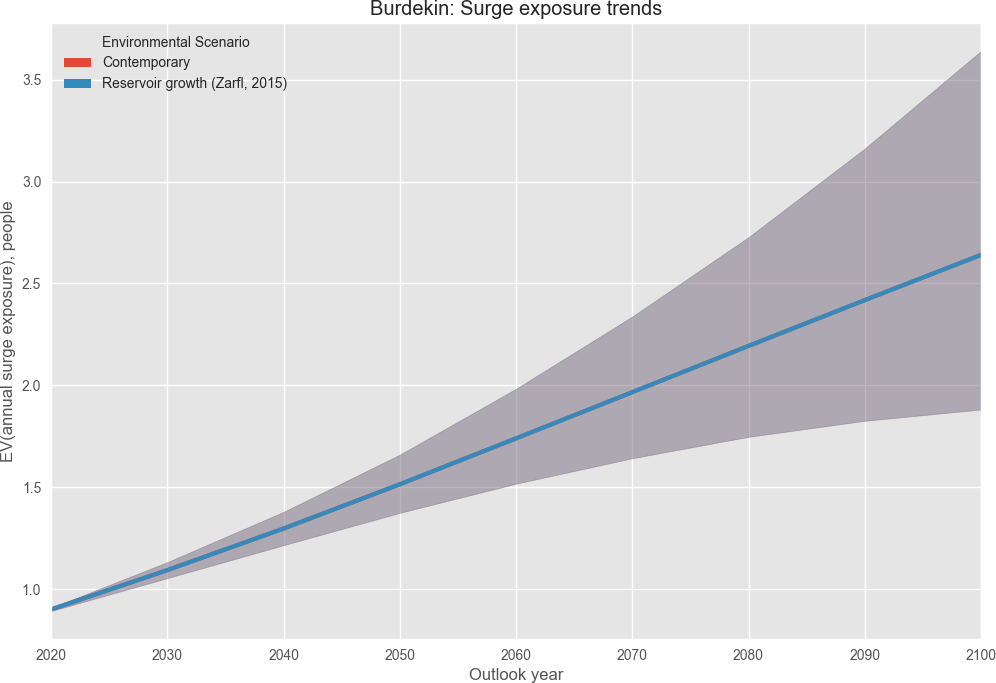 Burdekin: Surge exposure trends
Environmental Scenario
Contemporary
Reservoir growth (Zarfl, 2015)
EV(annual surge exposure), people
3.5
3.0
2.5
2.0
1.5
1.0
2020 2030 2040 2050 2060 2070 2080 2090 2100
Outlook year